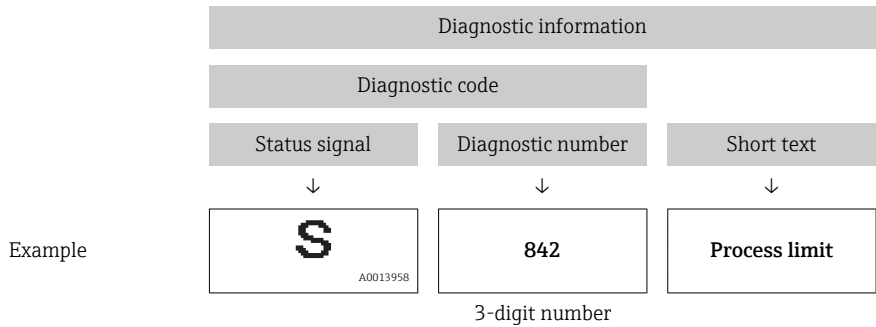 Diagnostic information
Diagnostic code
Status signal Diagnostic number Short text
↓ ↓ ↓
Example S 842 Process limit
A0013958
3-digit number